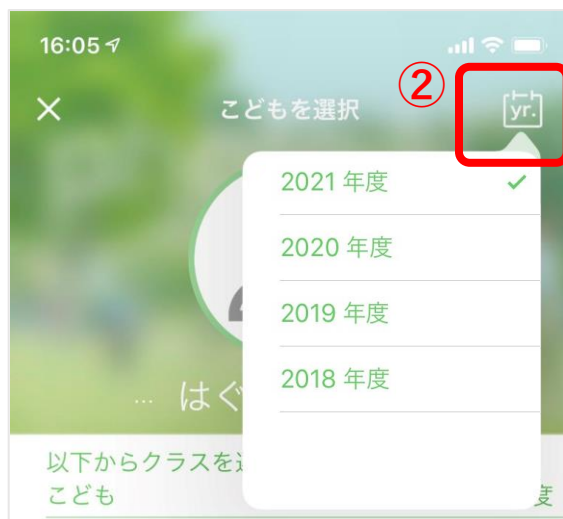 16:05
②
こどもを選択
yr.
2021 年度
2020 年度
2019 年度
2018 年度
... はぐ
以下からクラスを
こども
度